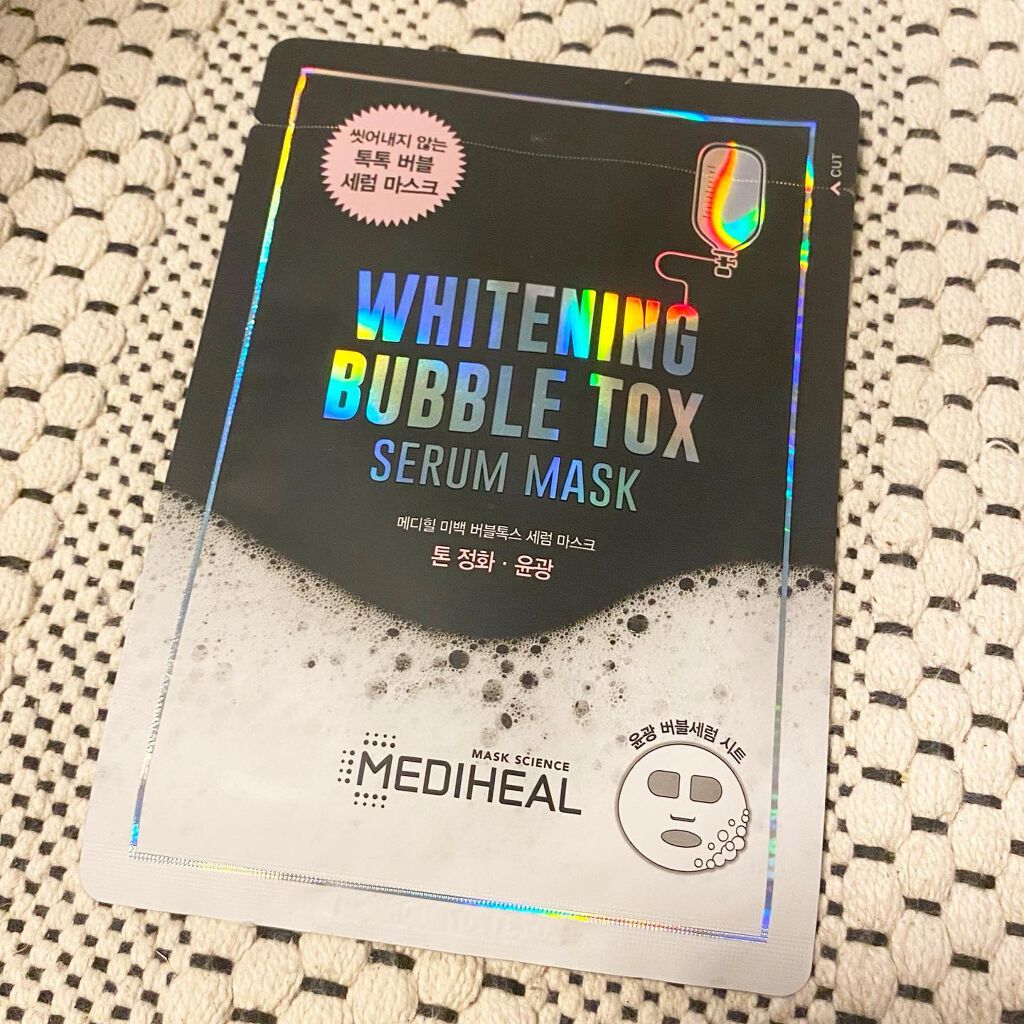 씻어내지 않는
톡톡 버블
세럼 마스크
CUT
WHITENING
BUBBLE TOX
SERUM MASK
메디힐 미백 버블톡스 세럼 마스크
톤 정화 · 윤광
윤광 버블세럼 시트
MASK SCIENCE
MEDIHEAL